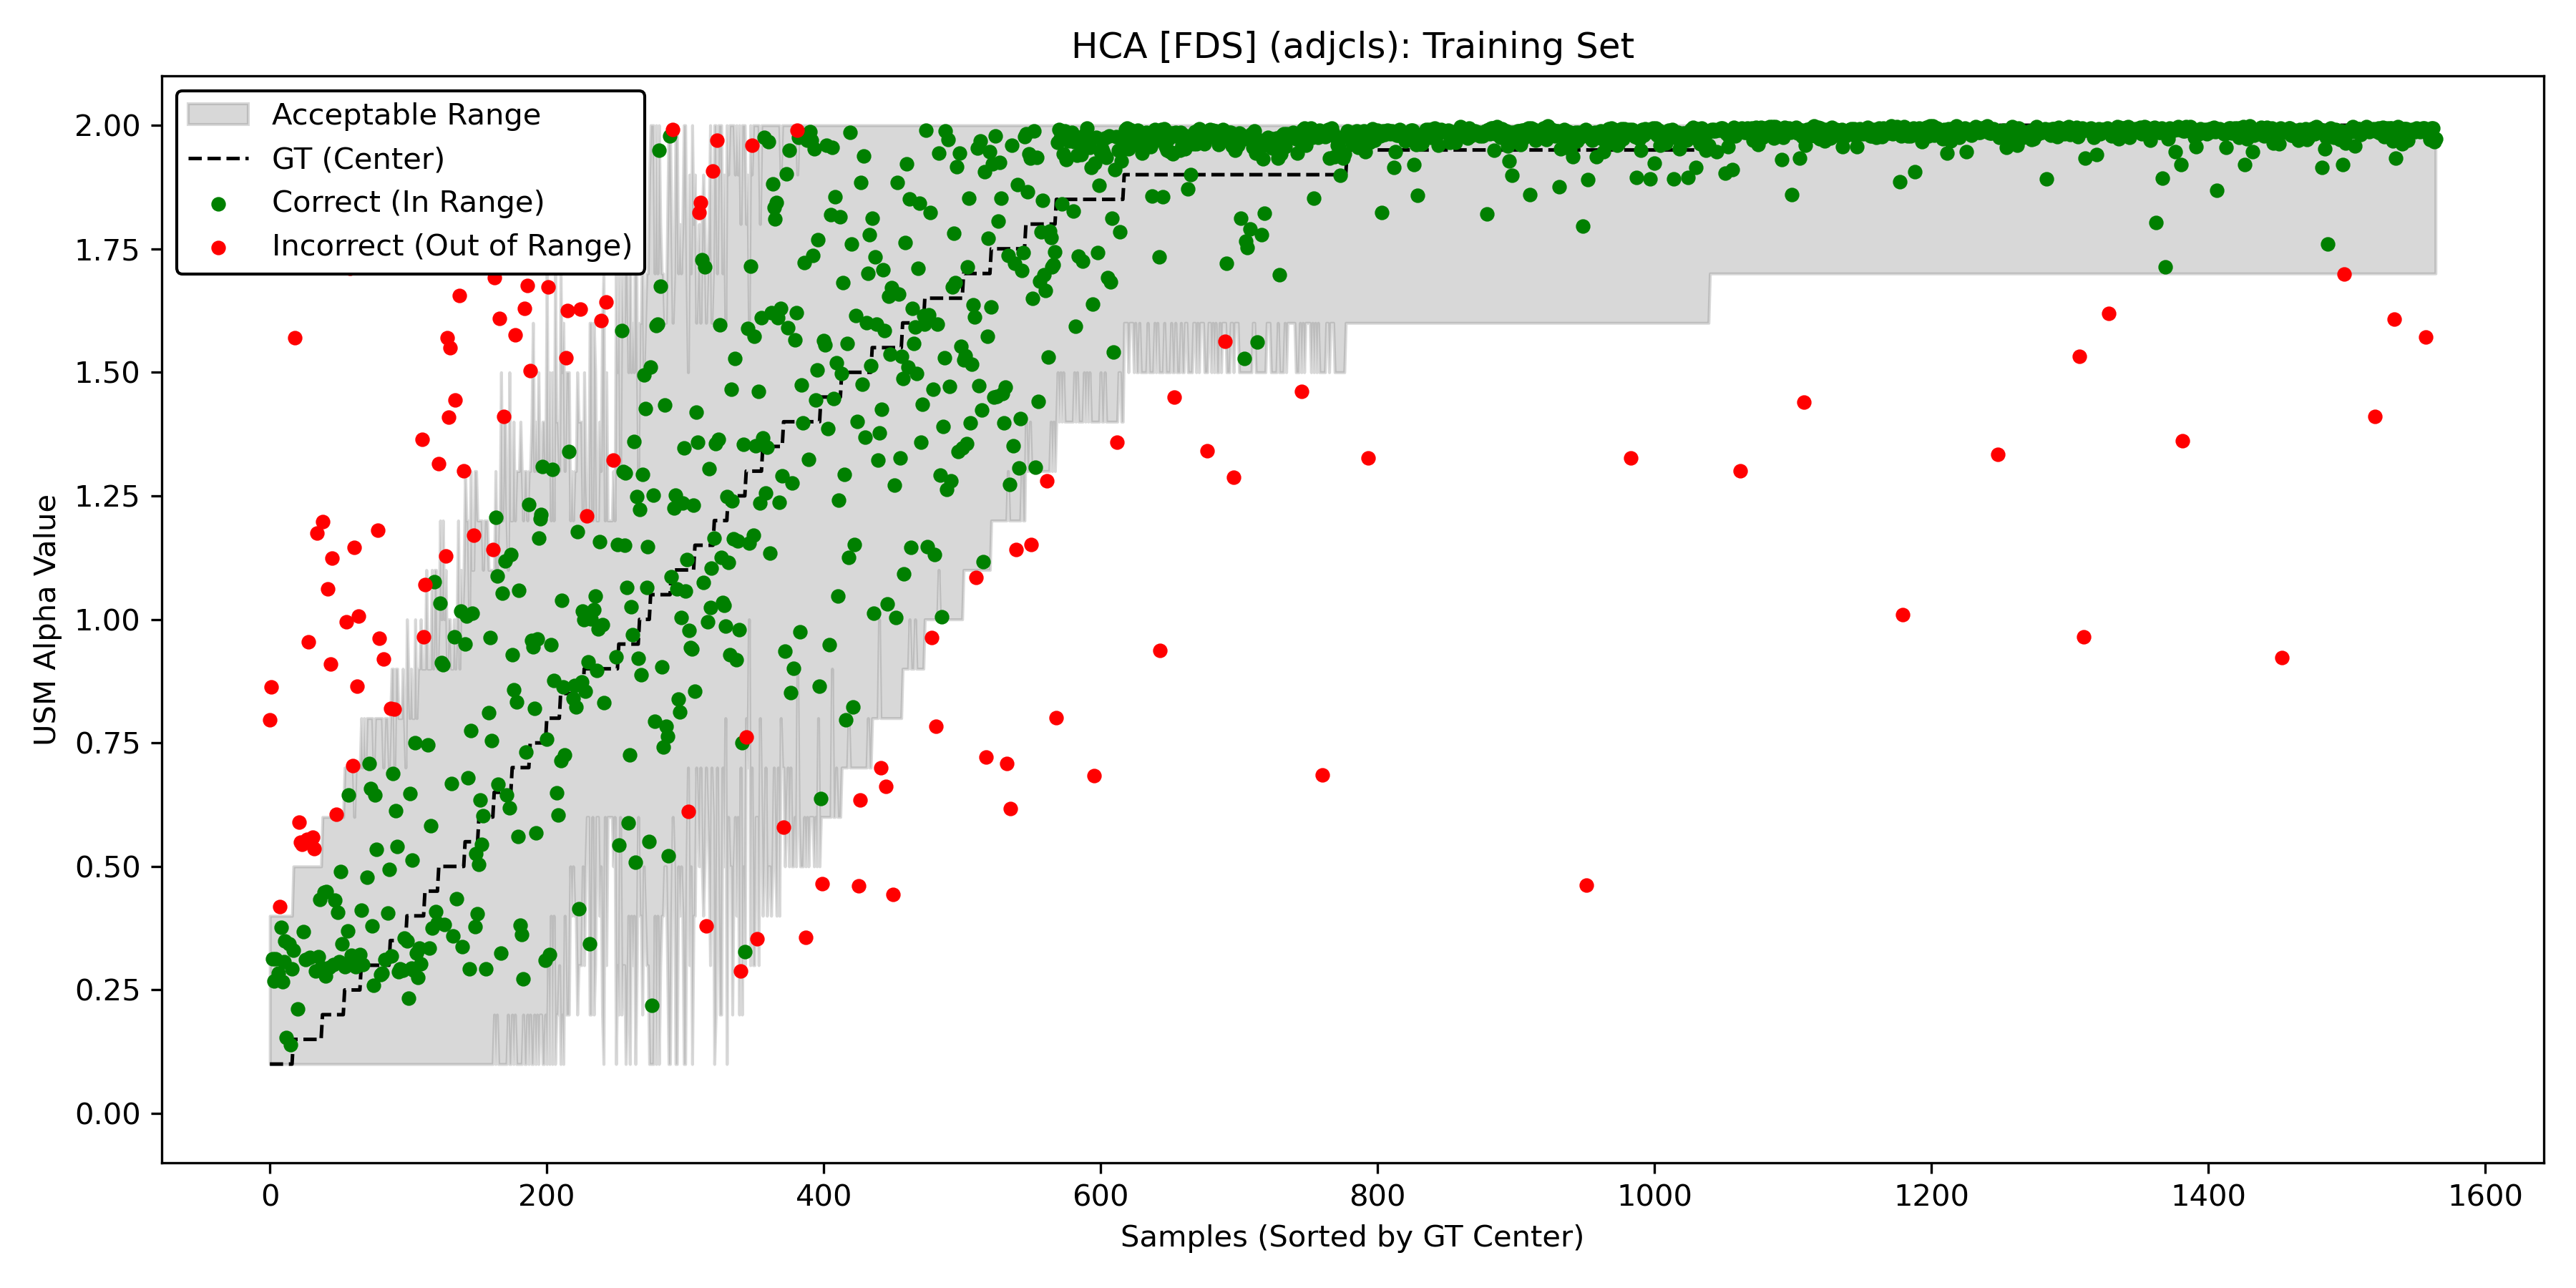 HCA [FDS] (adjcls): Training Set
Acceptable Range
GT (Center)
Correct (In Range)
Incorrect (Out of Range)
USM Alpha Value
2.00
1.75
1.50
1.25
1.00
0.75
0.50
0.25
0.00
0 200 400 600 800 1000 1200 1400 1600
Samples (Sorted by GT Center)